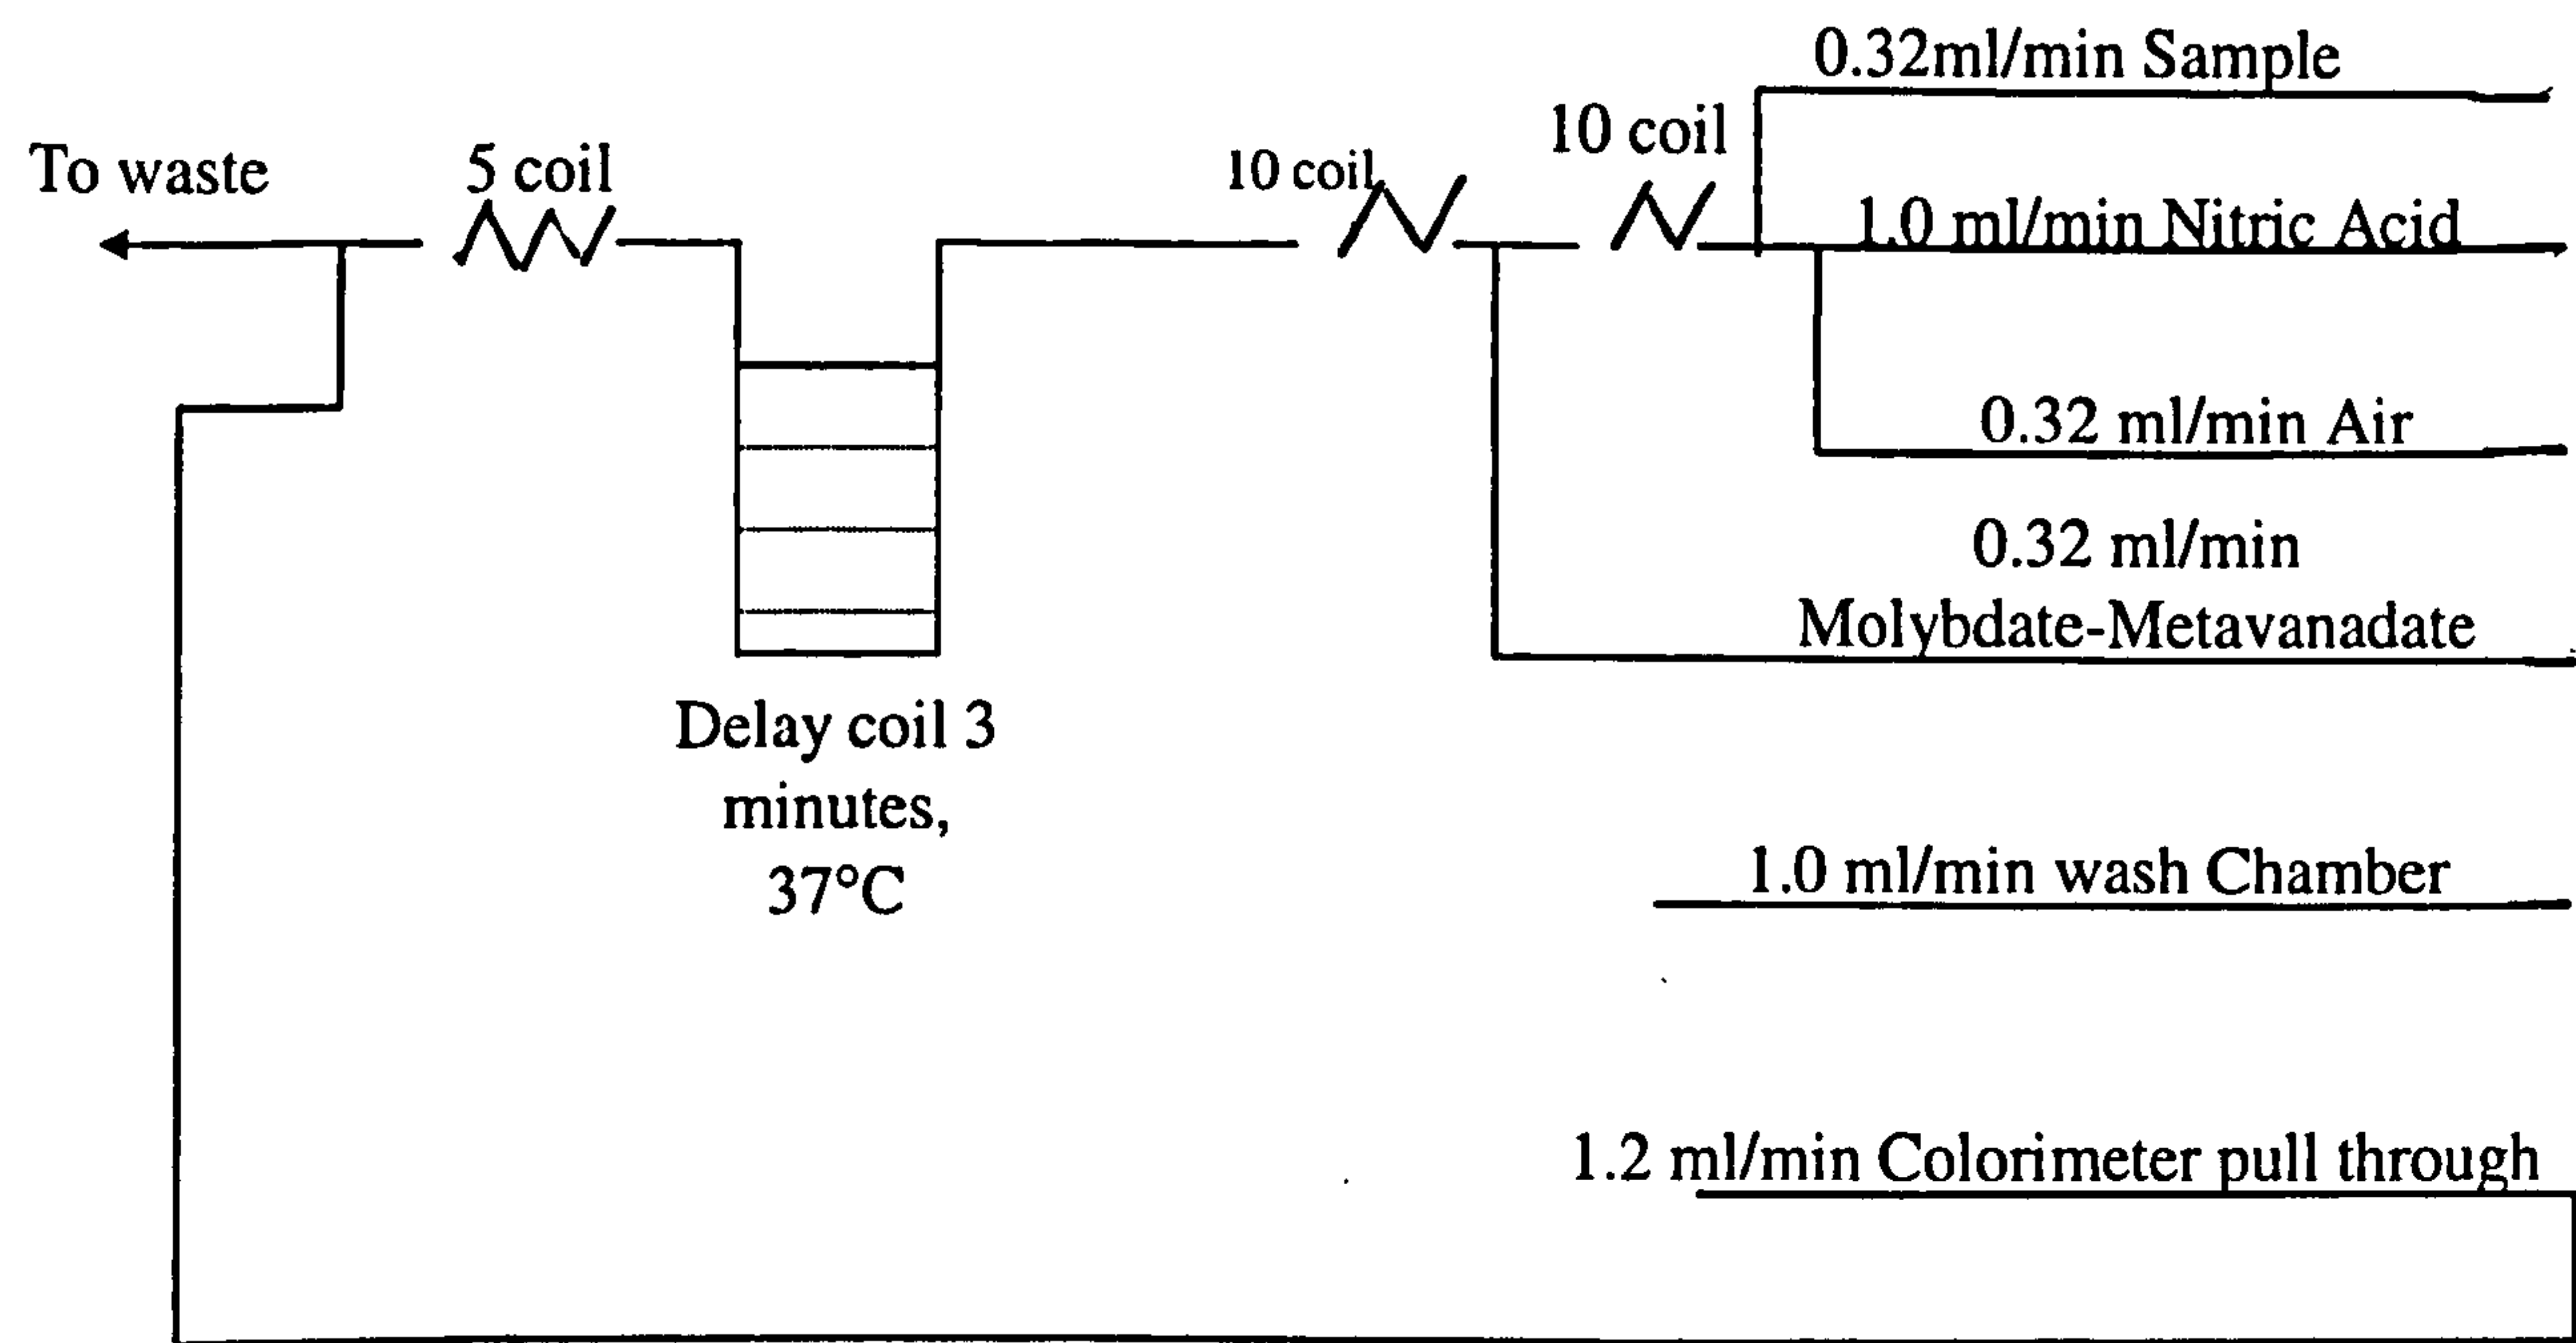 0.32ml/min Sample
10 coil
To waste
5 coil
10 coil
1.0 ml/min Nitric Acid
0.32 ml/min Air
0.32 ml/min
Molybdate-Metavanadate
Delay coil 3
minutes,
37°C
1.0 ml/min wash Chamber
1.2 ml/min Colorimeter pull through